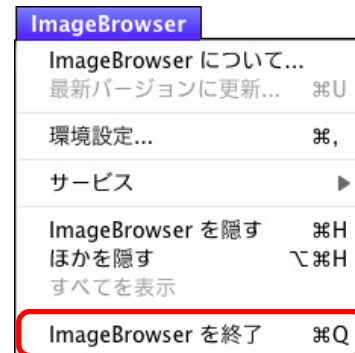 ImageBrowser
ImageBrowser について...
最新バージョンに更新... ⌘U
環境設定... ⌘,
サービス ▶
ImageBrowser を隠す ⌘H
ほかを隠す ⌥⌘H
すべてを表示
ImageBrowser を終了 ⌘Q